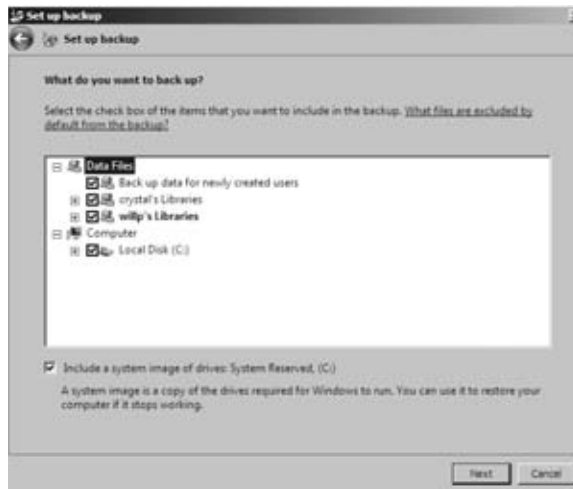 Set up backup
Set up backup
What do you want to back up?
Select the check box of the items that you want to include in the backup. What files are excluded by
default from the backup?
Data Files
Back up data for newly created users
crystal's Libraries
willp's Libraries
Computer
Local Disk (C:)
Include a system image of drives: System Reserved, (C:)
A system image is a copy of the drives required for Windows to run. You can use it to restore your
computer if it stops working.
Next
Cancel